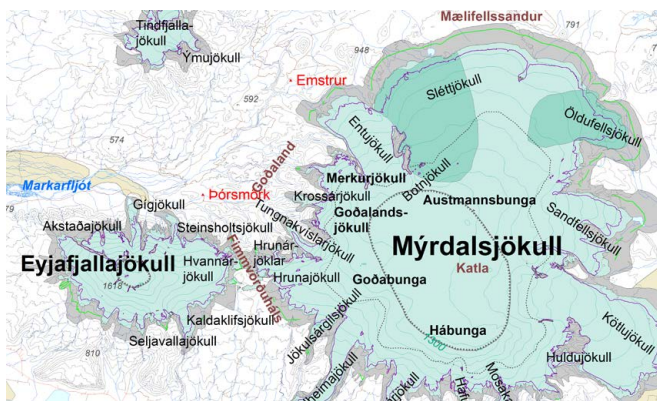 Mælifellssandur
791
Tindfjalla-
jökull
Ýmujökull
948
Emstrur
592
Sléttjökull
Öldufellsjökull
574
Entujökull
Goðaland
Botnjökull
Markarfljót
Þórsmörk
Merkurjökull
Krossárjökull
Austmannsbunga
79
Gígjökull
Goðalands-
jökull
Tungnakvíslarjökull
Sandfellsjökull
Akstaðajökull
Steinsholtsjökull
Fimmvörðuháls
Hrunár-
jöklar
Mýrdalsjökull
Eyjafjallajökull
Hvannár-
jökull
Katla
Hrunajökull
Goðabunga
1618
Kötlujökull
Kaldaklifsjökull
Jökulsárgilsjökull
Hábunga
1300
Seljavallajökull
810
Huldujökull